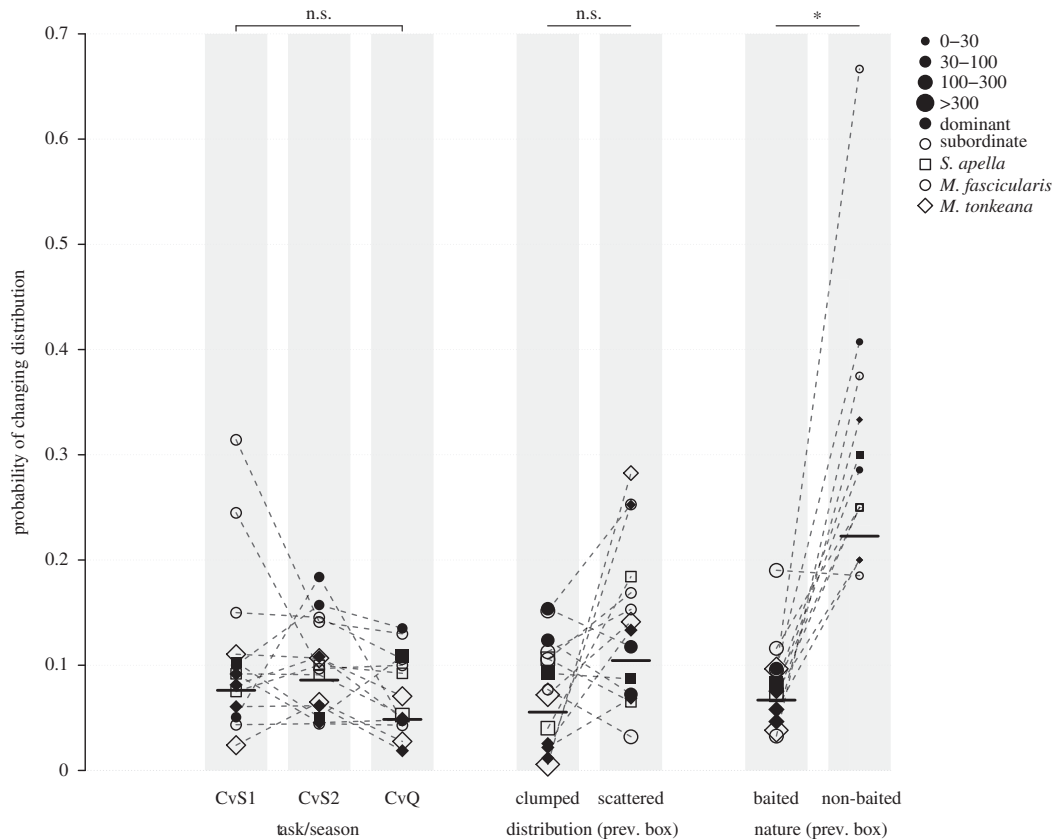 n.s.
n.s.
*
0.7
0.6
0.5
0.4
0.3
0.2
0.1
0
probability of changing distribution
CvS1 CvS2 CvQ
task/season
clumped scattered
distribution (prev. box)
baited non-baited
nature (prev. box)
0–30
30–100
100–300
>300
dominant
subordinate
S. apella
M. fascicularis
M. tonkeana